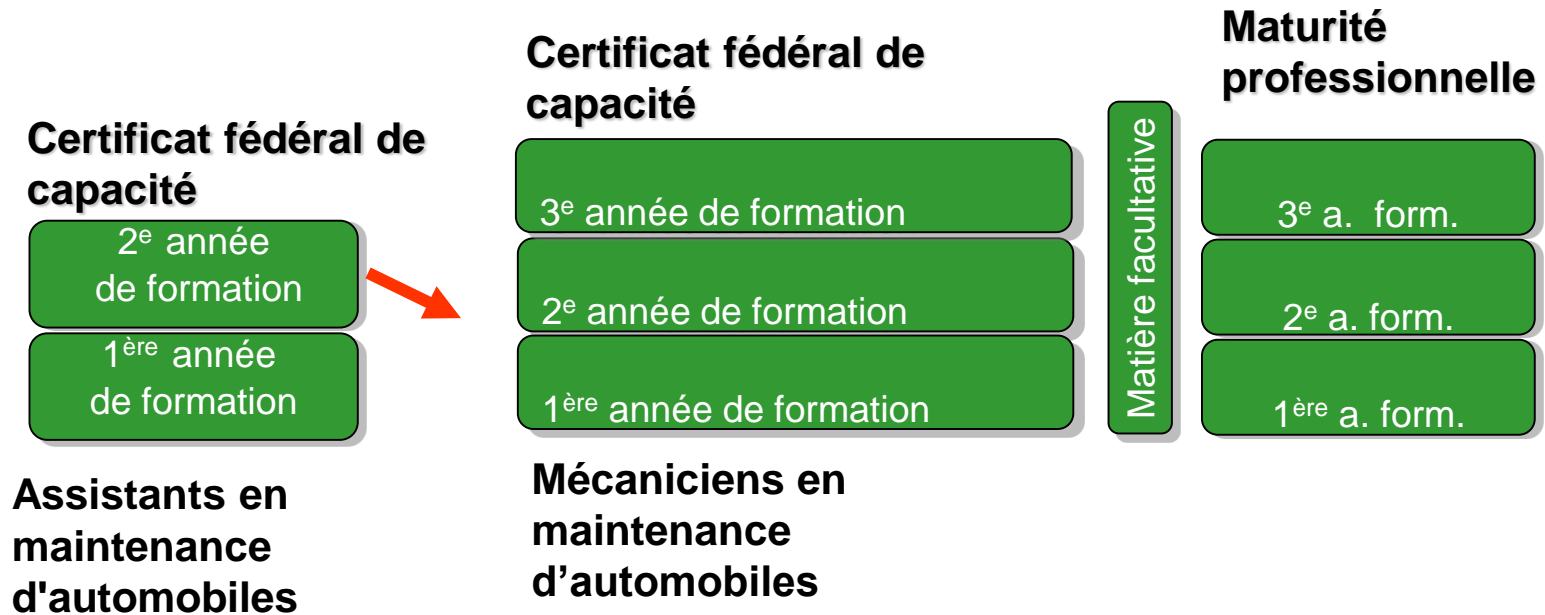 Certificat fédéral de
capacité
2e année
de formation
1ère année
de formation
Assistants en
maintenance
d'automobiles
Certificat fédéral de
capacité
3e année de formation
2e année de formation
1ère année de formation
Mécaniciens en
maintenance
d’automobiles
Matière facultative
Maturité
professionnelle
3e a. form.
2e a. form.
1ère a. form.